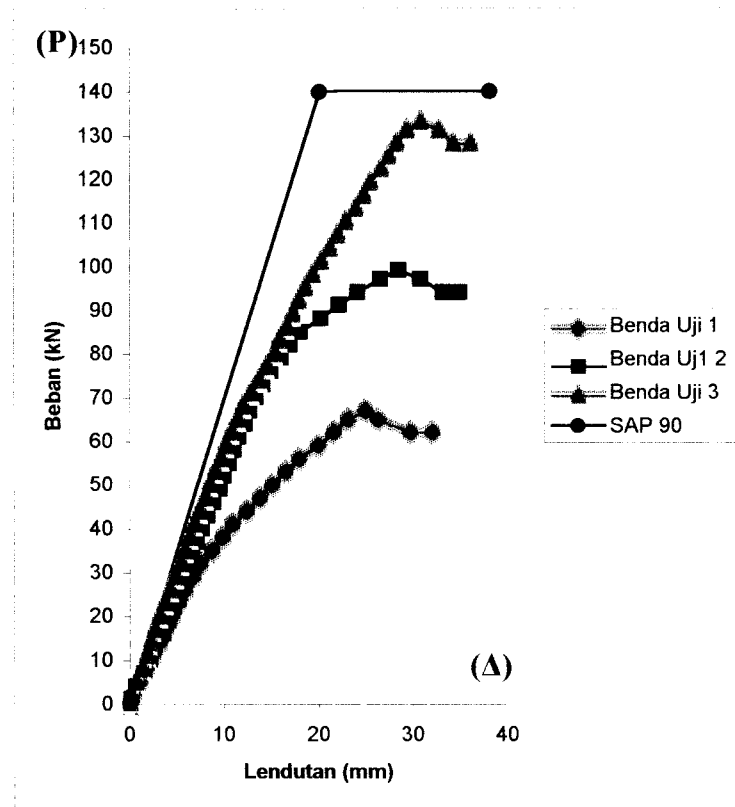 (P)
150
140
130
120
110
100
90
80
70
60
50
40
30
20
10
0
Beban (kN)
0 10 20 30 40
Lendutan (mm)
(Δ)
Benda Uji 1
Benda Uj1 2
Benda Uji 3
SAP 90